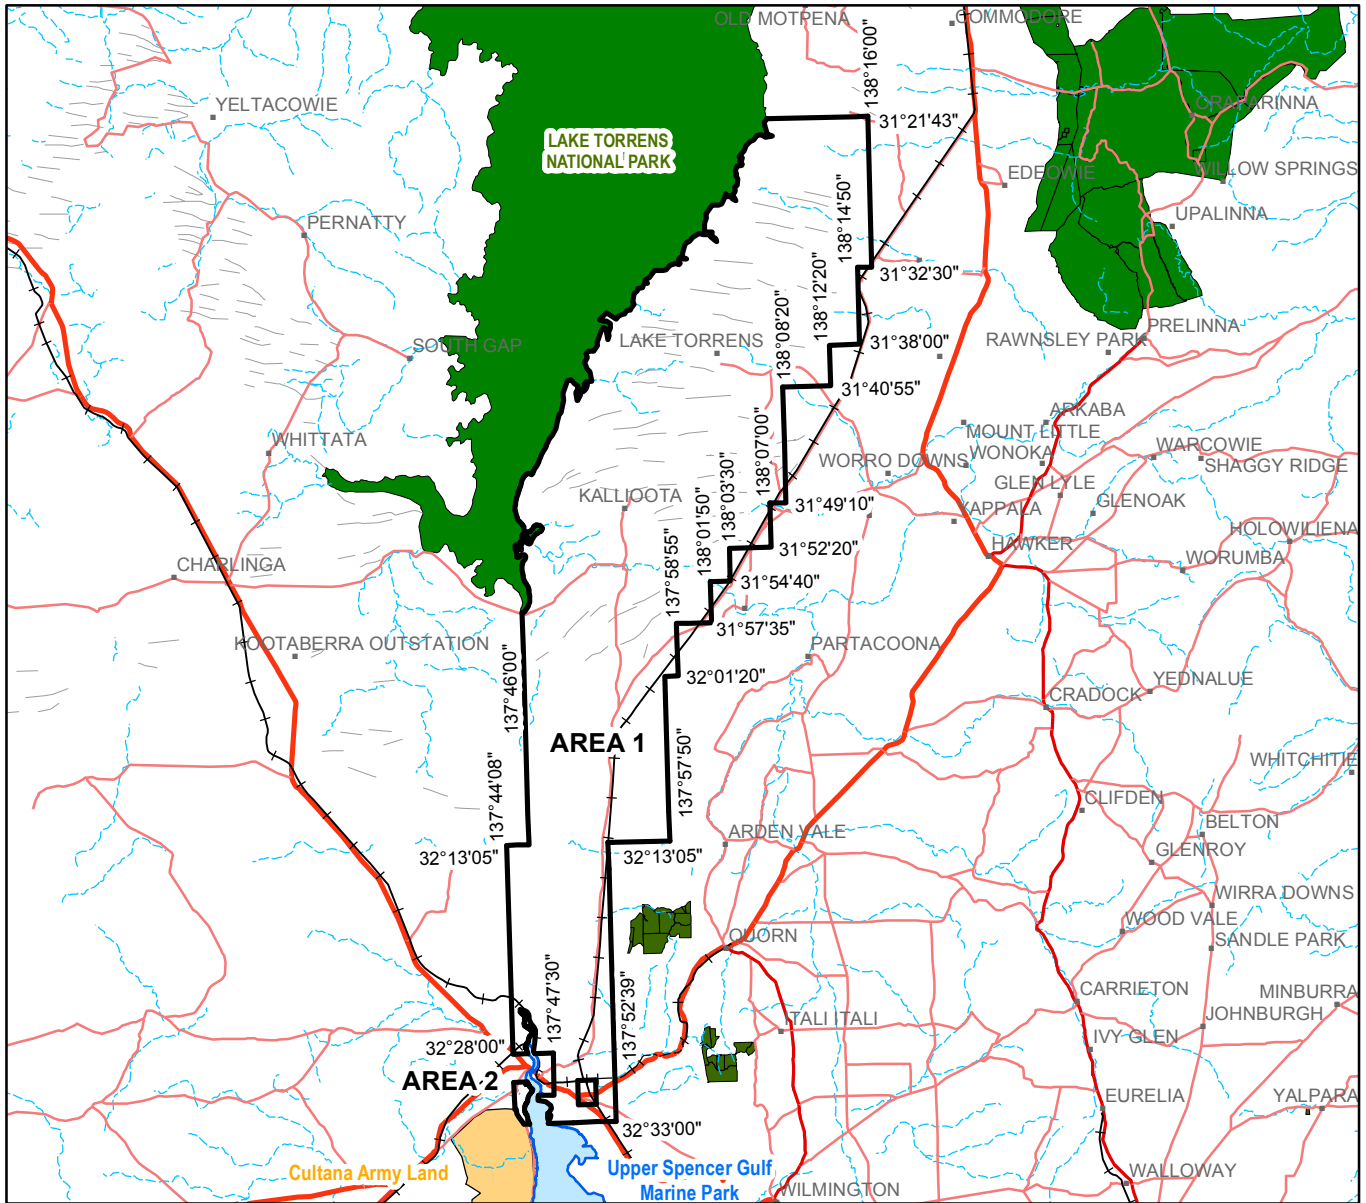 OLD MOTPENA
COMMODORE
138°16'00"
YELTACOWIE
ORAPARINNA
31°21'43"
LAKE TORRENS
NATIONAL PARK
EDEOWIE
WILLOW SPRINGS
PERNATTY
138°14'50"
UPALINNA
31°32'30"
138°12'20"
PRELINNA
SOUTH GAP
LAKE TORRENS
138°08'20"
31°38'00"
RAWNSLEY PARK
31°40'55"
ARKABA
MOUNT LITTLE
WHITTATA
WONOKA
WARCOWIE
WORRO DOWNS
SHAGGY RIDGE
138°07'00"
GLEN LYLE
KALLIOOTA
138°03'30"
31°49'10"
YAPPALA
GLENOAK
HOLOWILIENA
138°01'50"
31°52'20"
HAWKER
WORUMBA
CHARLINGA
137°58'55"
31°54'40"
31°57'35"
KOOTABERRA OUTSTATION
PARTACOONA
137°46'00"
32°01'20"
YEDNALUE
CRADOCK
AREA 1
137°57'50"
WHITCHITIE
137°44'08"
CLIFDEN
BELTON
ARDEN VALE
32°13'05"
32°13'05"
GLENROY
WIRRA DOWNS
WOOD VALE
QUORN
SANDLE PARK
137°47'30"
137°52'39"
CARRIETON
MINBURRA
ITALI ITALI
JOHNBURGH
32°28'00"
IVY GLEN
AREA 2
EURELIA
YALPARA
32°33'00"
Cultana Army Land
Upper Spencer Gulf
Marine Park
WALLOWAY
WILMINGTON